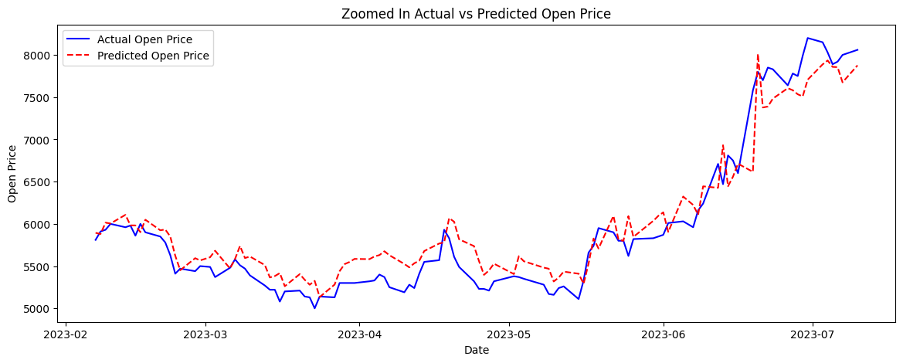 Zoomed In Actual vs Predicted Open Price
Actual Open Price
Predicted Open Price
8000
7500
7000
6500
6000
5500
5000
Open Price
2023-02
2023-03
2023-04
2023-05
2023-06
2023-07
Date